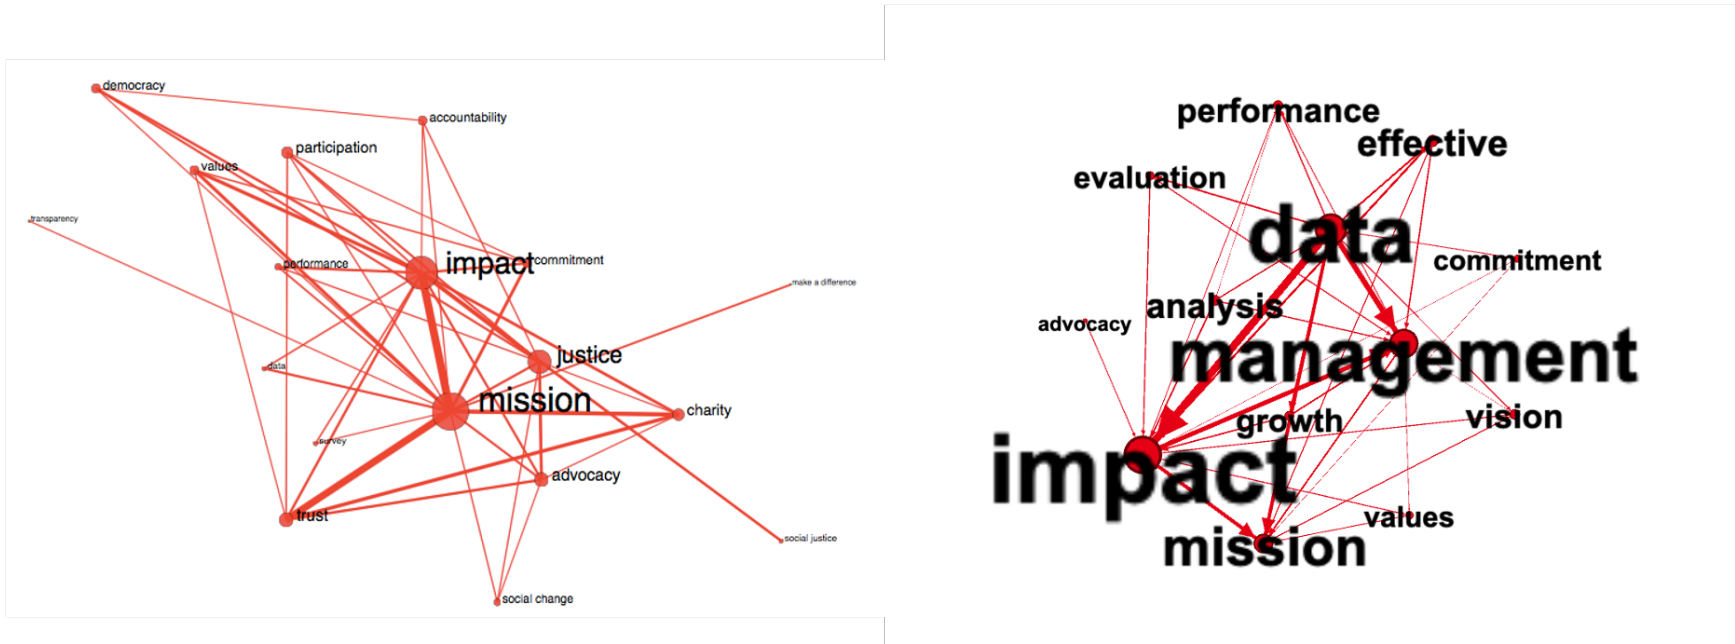 democracy
accountability
participation
values
transparency
impact
commitment
performance
make a difference
justice
data
mission
charity
survey
advocacy
trust
social justice
social change
performance
effective
evaluation
data
commitment
analysis
advocacy
management
growth
vision
impact
values
mission